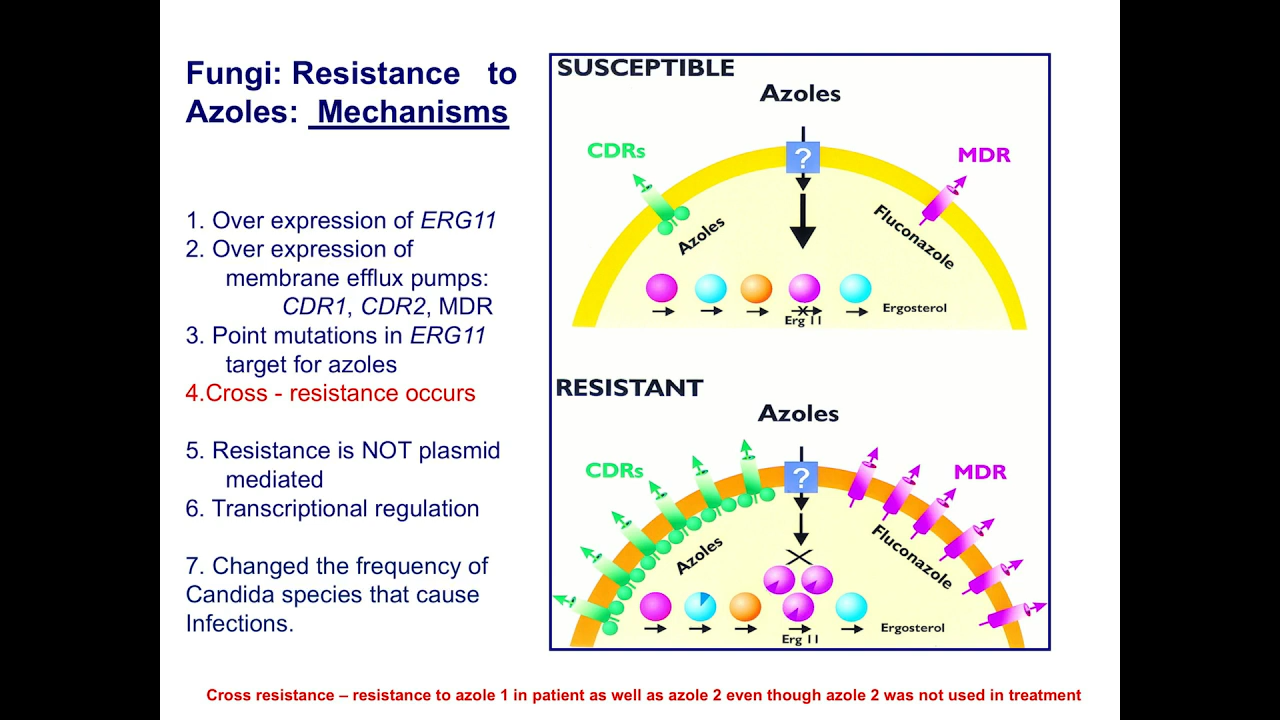 Fungi: Resistance to
Azoles: Mechanisms
1. Over expression of ERG11
2. Over expression of
membrane efflux pumps:
CDR1, CDR2, MDR
3. Point mutations in ERG11
target for azoles
4.Cross - resistance occurs
5. Resistance is NOT plasmid
mediated
6. Transcriptional regulation
7. Changed the frequency of
Candida species that cause
Infections.
SUSCEPTIBLE
Azoles
CDRs
?
MDR
Azoles
Fluconazole
Ergosterol
Erg 11
RESISTANT
Azoles
CDRs
?
MDR
Azoles
Fluconazole
Ergosterol
Erg 11
Cross resistance – resistance to azole 1 in patient as well as azole 2 even though azole 2 was not used in treatment